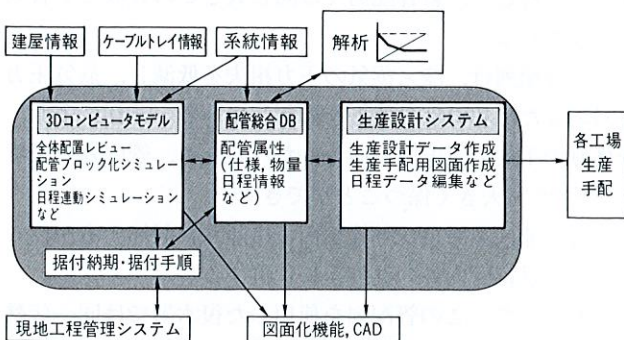 建屋情報
ケーブルトレイ情報
系統情報
解析
3Dコンピュータモデル
全体配置レビュー
配管ブロック化シミュレー
ション
日程連動シミュレーション
など
配管総合DB
配管属性
(仕様,物量
日程情報
など)
生産設計システム
生産設計データ作成
生産手配用図面作成
日程データ編集など
各工場
生産
手配
据付納期・据付手順
現地工程管理システム
図面化機能,CAD